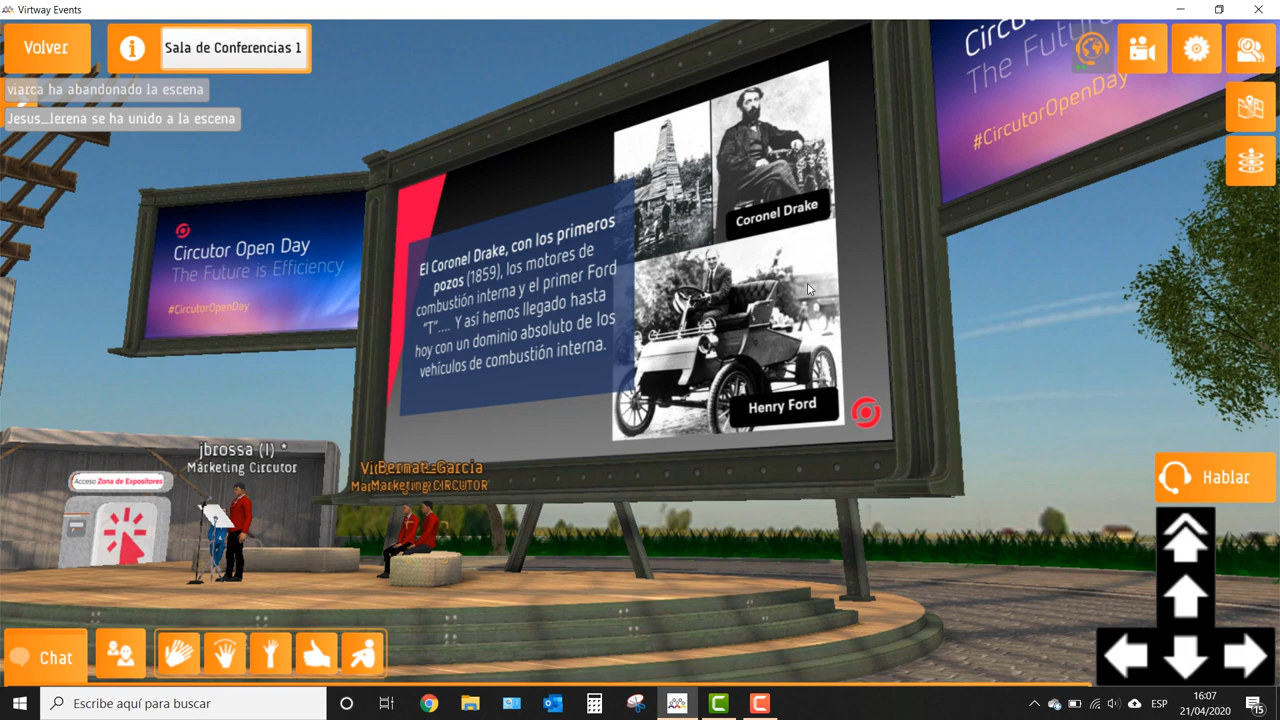 Virtway Events
Volver
Sala de Conferencias 1
viarca ha abandonado la escena
Jesus_lerena se ha unido a la escena
Circutor Open Day
The Future is Efficiency
#CircutorOpenDay
El Coronel Drake, con los primeros
pozos (1859), los motores de
combustión interna y el primer Ford
"T".... Y así hemos llegado hasta
hoy con un dominio absoluto de los
vehículos de combustión interna.
Coronel Drake
Henry Ford
The Future
#CircutorOpenDay
jbrossa (I) *
Marketing Circutor
Acceso Zona de Expositores
Bernat_Garcia
Marketing CIRCUTOR
Hablar
Chat
Escribe aquí para buscar
ESP
16:07
21/04/2020
15